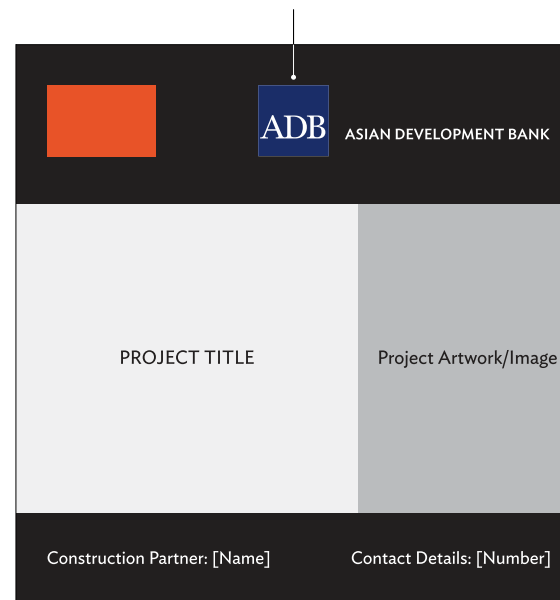 ADB
ASIAN DEVELOPMENT BANK
PROJECT TITLE
Project Artwork/Image
Construction Partner: [Name]
Contact Details: [Number]